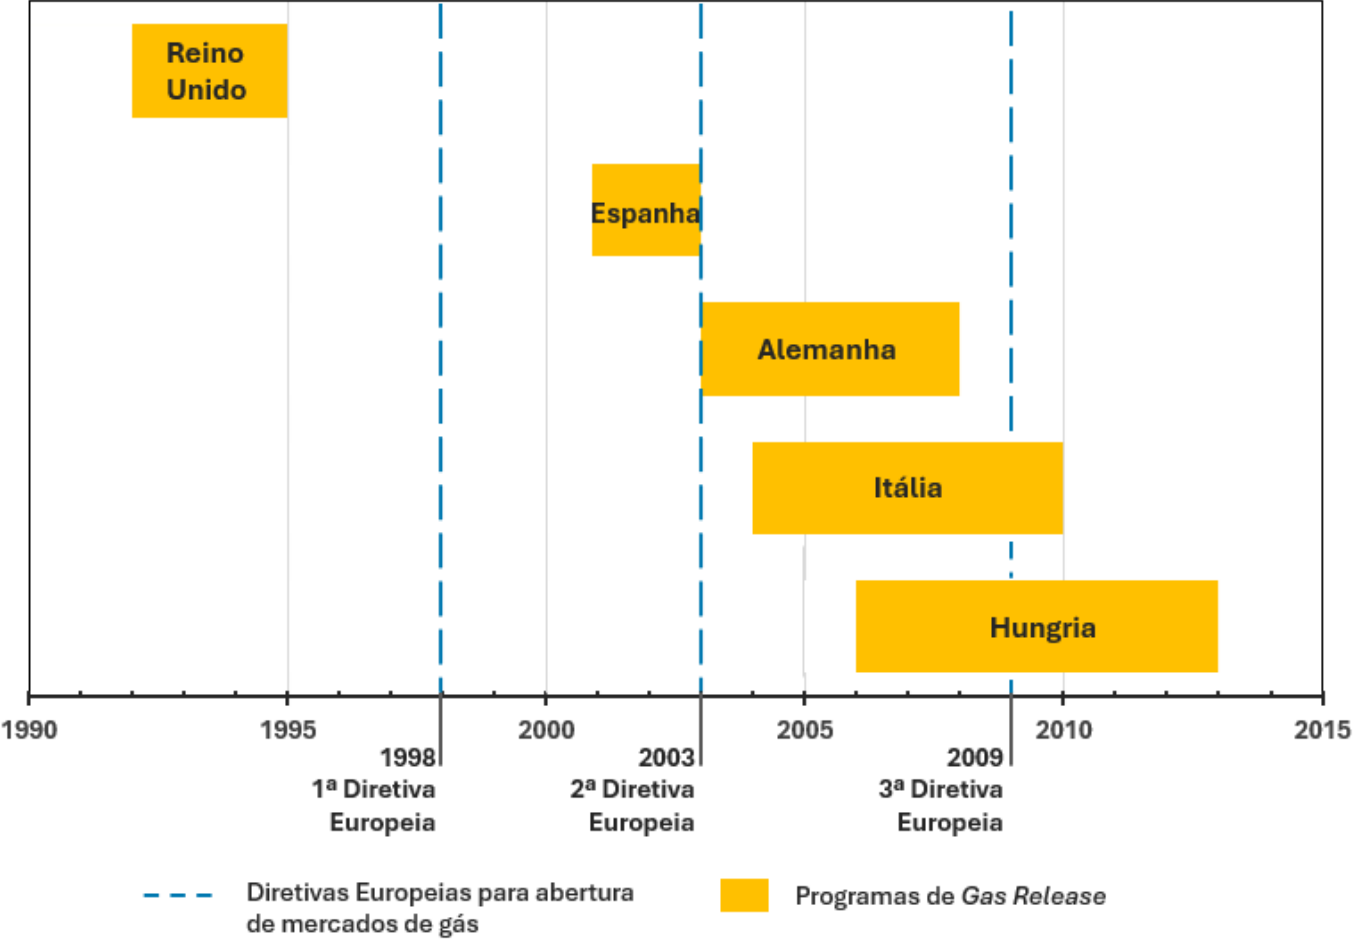 Reino
Unido
Espanha
Alemanha
Itália
Hungria
1990 1995 2000 2005 2010 2015
1998
1ª Diretiva
Europeia
2003
2ª Diretiva
Europeia
2009
3ª Diretiva
Europeia
Diretivas Europeias para abertura
de mercados de gás
Programas de Gas Release